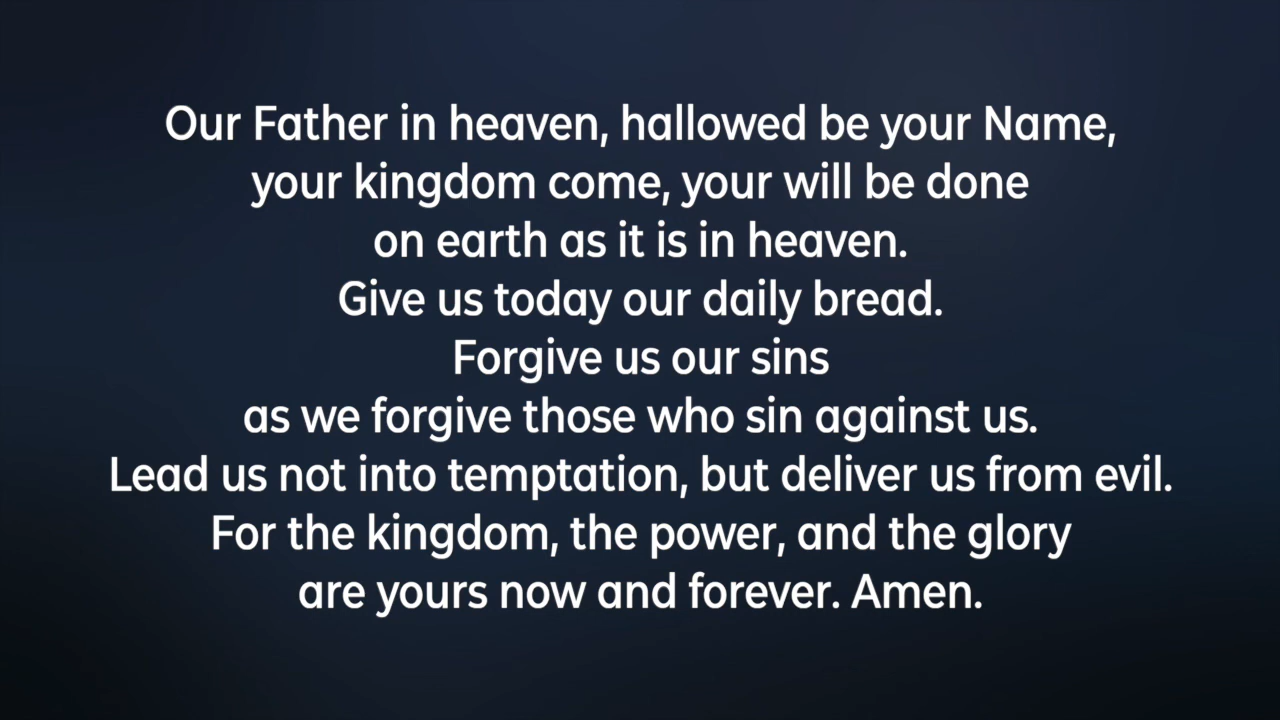 Our Father in heaven, hallowed be your Name,
your kingdom come, your will be done
on earth as it is in heaven.
Give us today our daily bread.
Forgive us our sins
as we forgive those who sin against us.
Lead us not into temptation, but deliver us from evil.
For the kingdom, the power, and the glory
are yours now and forever. Amen.